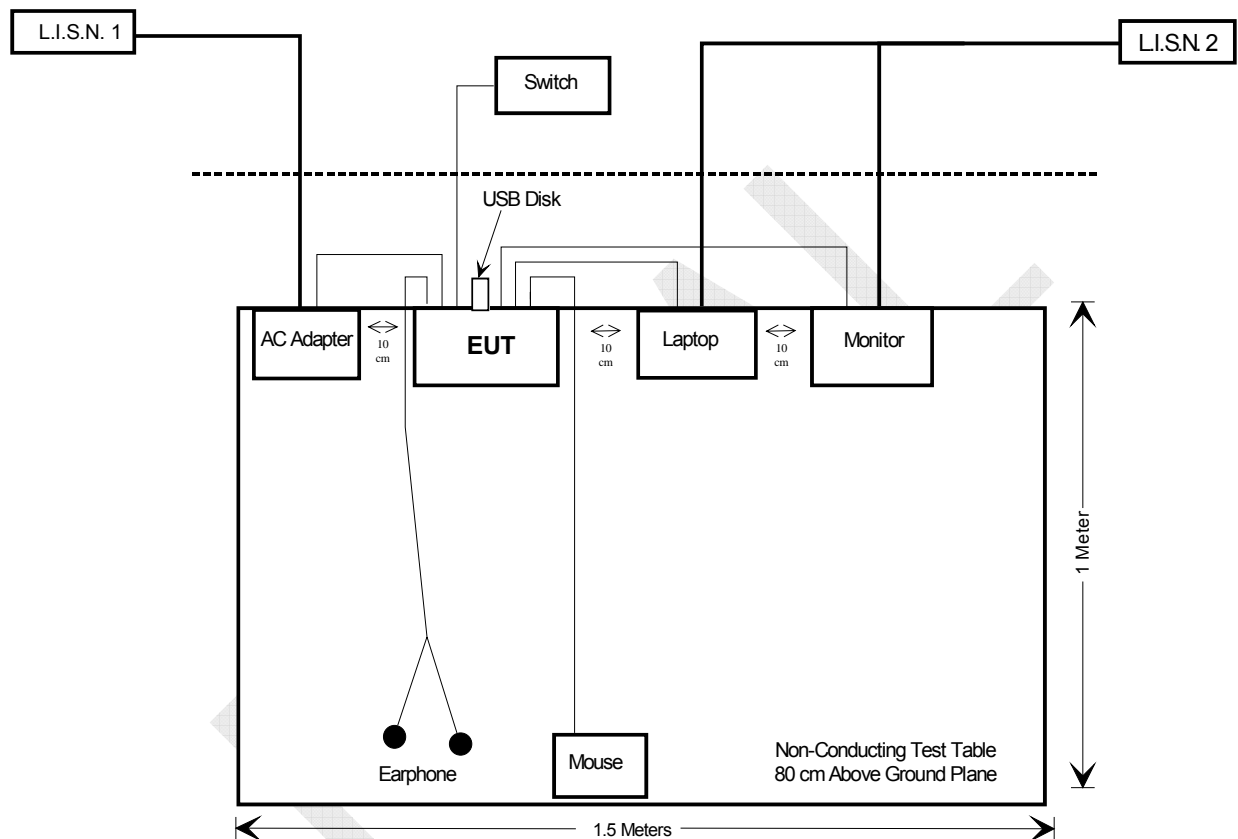 L.I.S.N. 1
L.I.S.N. 2
Switch
USB Disk
AC Adapter
10
cm
EUT
10
cm
Laptop
10
cm
Monitor
1 Meter
Earphone
Mouse
Non-Conducting Test Table
80 cm Above Ground Plane
1.5 Meters